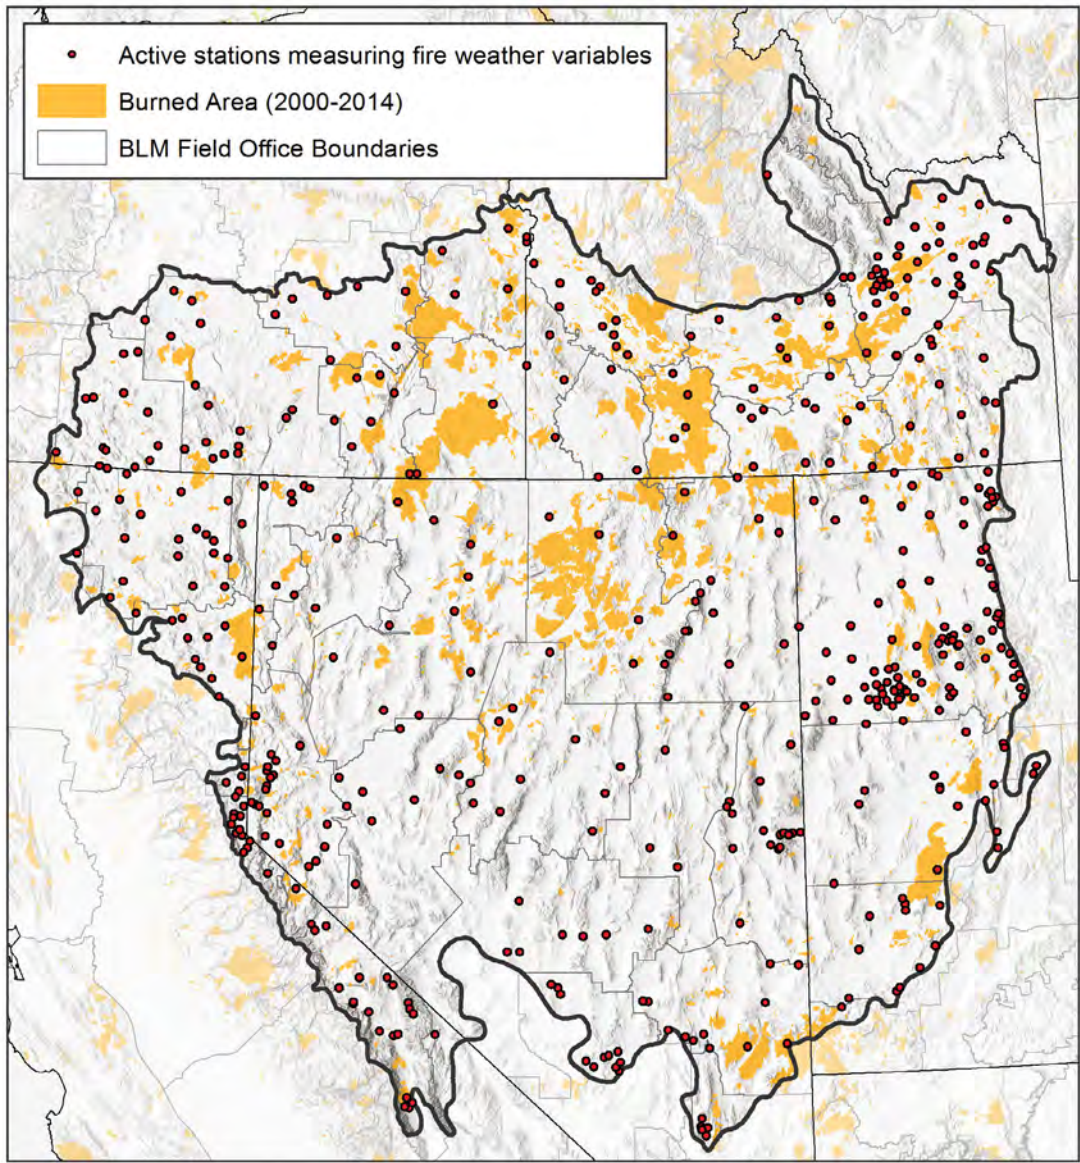 Active stations measuring fire weather variables
Burned Area (2000-2014)
BLM Field Office Boundaries